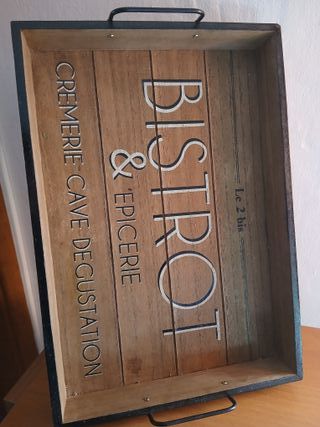 Le 2 bis
BISTROT
& 'EPICERIE
CREMERIE CAVE DEGUSTATION